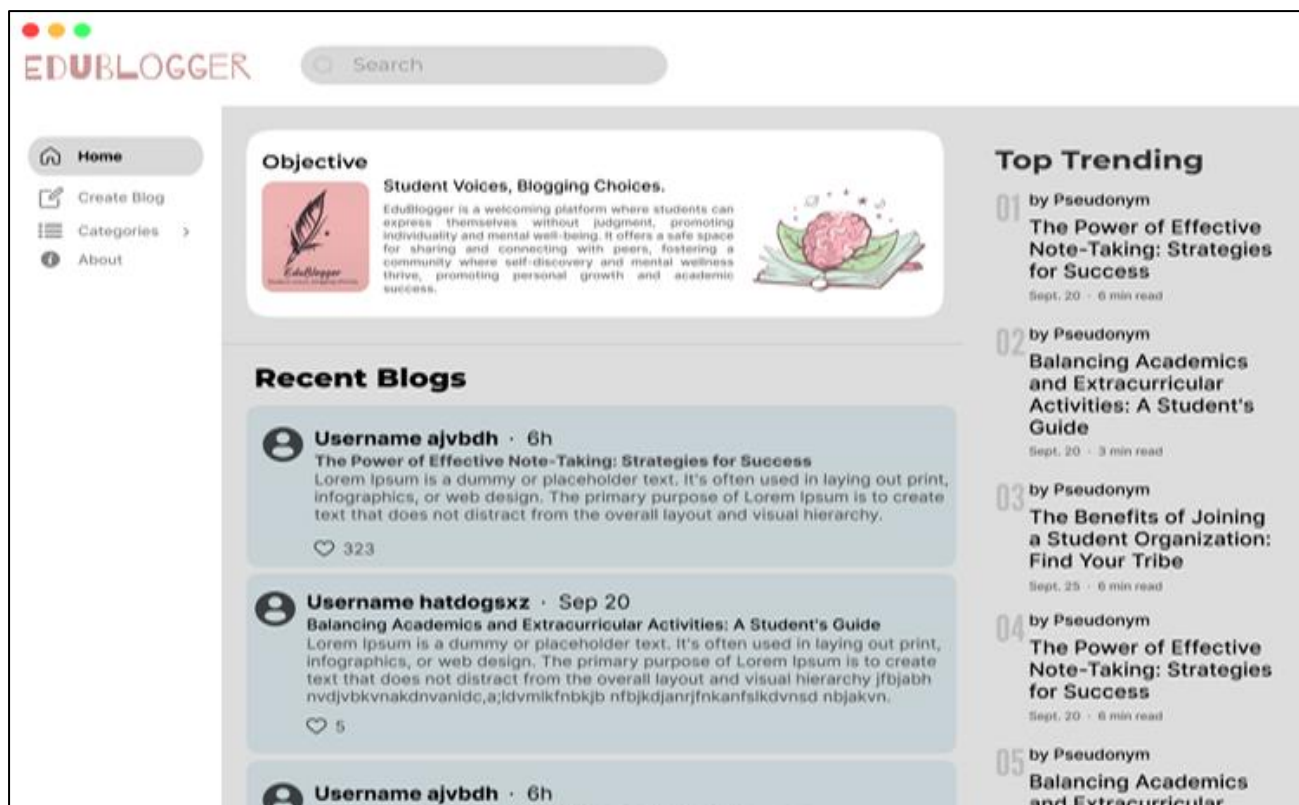 EDUBLOGGER
Search
Home
Create Blog
Categories
About
Objective
EduBlogger
Student Voices, Blogging Choices.
EduBlogger is a welcoming platform where students can
express themselves without judgment, promoting
individuality and mental well-being. It offers a safe space
for sharing and connecting with peers, fostering a
community where self-discovery and mental wellness
thrive, promoting personal growth and academic
success.
Recent Blogs
Username ajvbdh · 6h
The Power of Effective Note-Taking: Strategies for Success
Lorem Ipsum is a dummy or placeholder text. It's often used in laying out print,
infographics, or web design. The primary purpose of Lorem Ipsum is to create
text that does not distract from the overall layout and visual hierarchy.
323
Username hatdogsxz · Sep 20
Balancing Academics and Extracurricular Activities: A Student's Guide
Lorem Ipsum is a dummy or placeholder text. It's often used in laying out print,
infographics, or web design. The primary purpose of Lorem Ipsum is to create
text that does not distract from the overall layout and visual hierarchy jfbjabh
nbjakvn.
5
Username ajvbdh · 6h
Top Trending
01 by Pseudonym
The Power of Effective
Note-Taking: Strategies
for Success
Sept. 20 · 6 min read
02 by Pseudonym
Balancing Academics
and Extracurricular
Activities: A Student's
Guide
Sept. 20 · 3 min read
03 by Pseudonym
The Benefits of Joining
a Student Organization:
Find Your Tribe
Sept. 25 · 6 min read
04 by Pseudonym
The Power of Effective
Note-Taking: Strategies
for Success
Sept. 20 · 6 min read
05 by Pseudonym
Balancing Academics
and Extracurricular